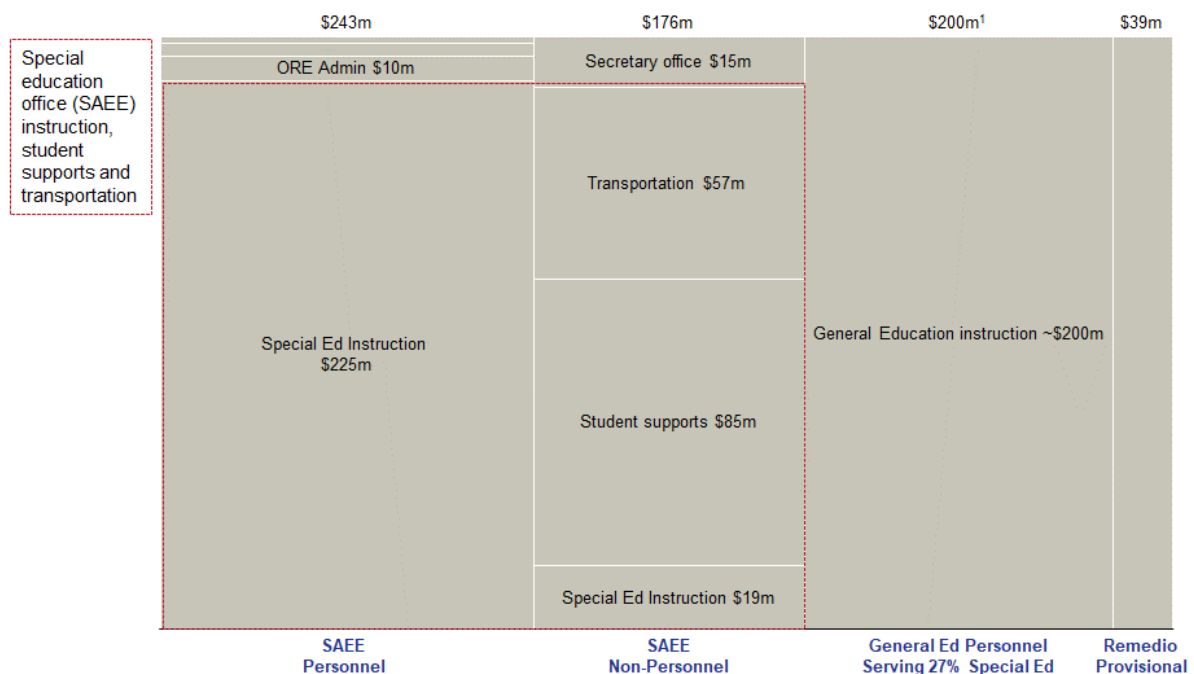 $243m
$176m
$200m¹
$39m
Special
education
office (SAEE)
instruction,
student
supports and
transportation
ORE Admin $10m
Secretary office $15m
Transportation $57m
Special Ed Instruction
$225m
General Education instruction ~$200m
Student supports $85m
Special Ed Instruction $19m
SAEE
Personnel
SAEE
Non-Personnel
General Ed Personnel
Serving 27% Special Ed
Remedio
Provisional